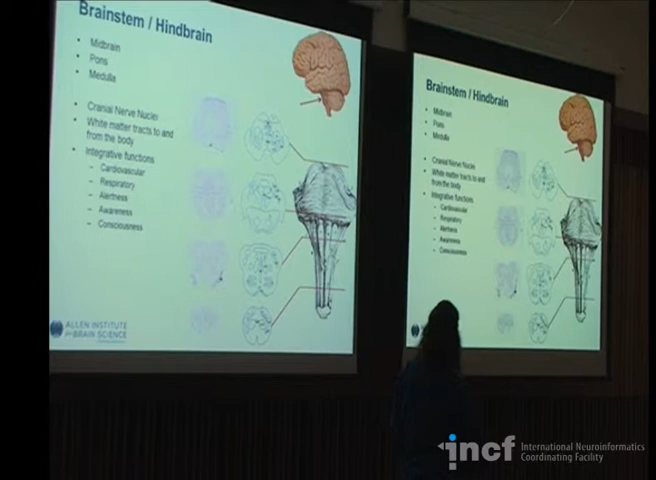 Brainstem / Hindbrain
• Midbrain
• Pons
• Medulla
• Cranial Nerve Nuclei
• White matter tracts to and
from the body
• Integrative functions
– Cardiovascular
– Respiratory
– Alertness
– Awareness
– Consciousness
ALLEN INSTITUTE
for BRAIN SCIENCE
Brainstem / Hindbrain
• Midbrain
• Pons
• Medulla
• Cranial Nerve Nuclei
• White matter tracts to and
from the body
• Integrative functions
– Cardiovascular
– Respiratory
– Alertness
– Awareness
– Consciousness
incf International Neuroinformatics
Coordinating Facility